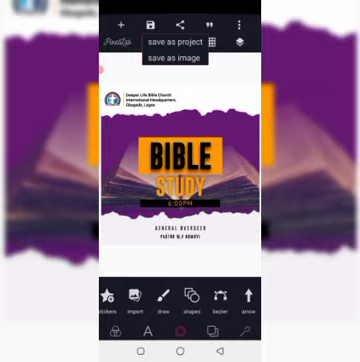 PixelLab
save as project
save as image
Deeper Life Bible Church
International Headquarters,
Gbagada, Lagos
BIBLE
STUDY
6:00PM
GENERAL OVERSEER
PASTOR W.F KUMUYI
stickers import draw shapes bezier arrow